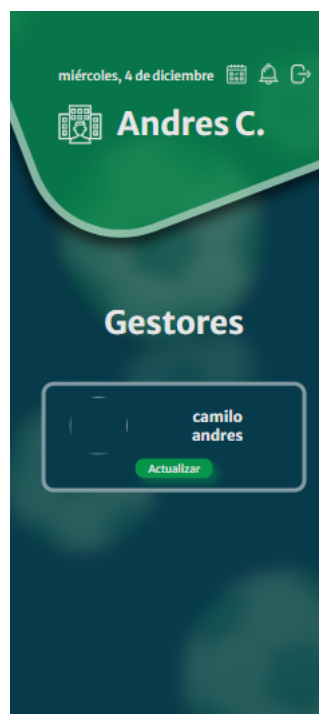 miércoles, 4 de diciembre
Andres C.
Gestores
camilo
andres
Actualizar